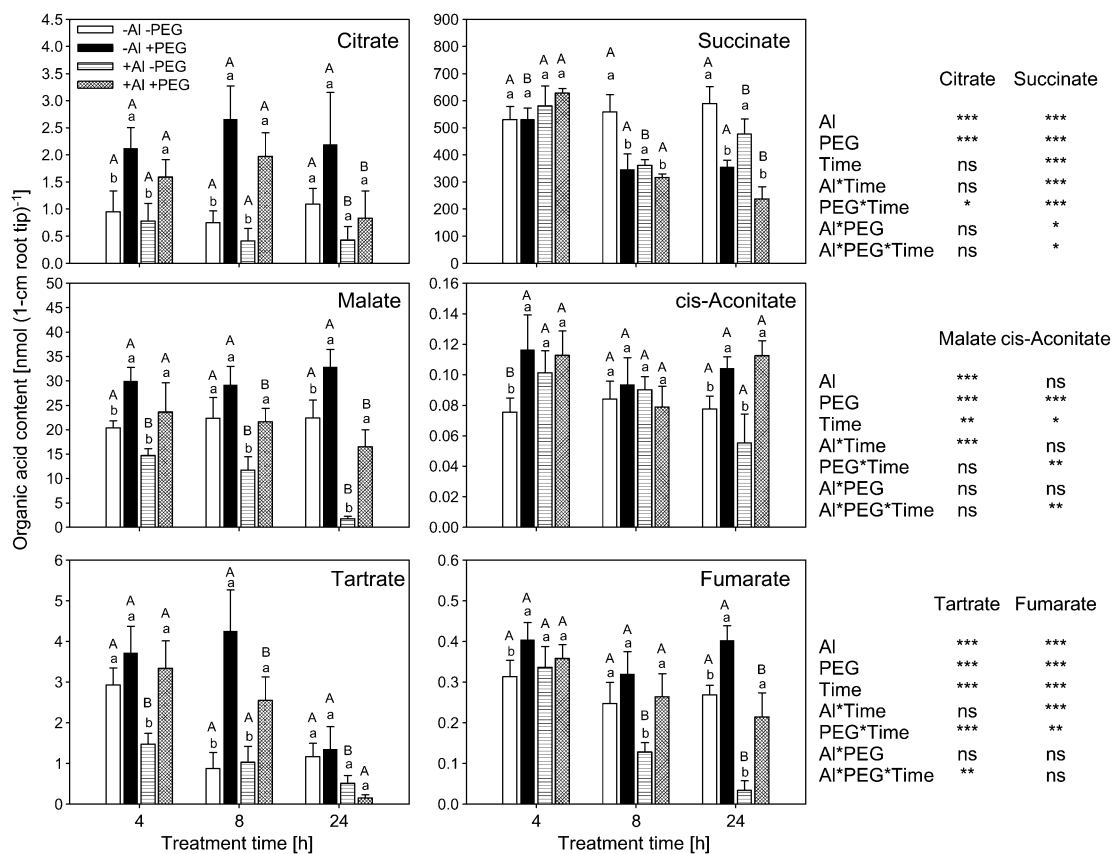 Organic acid content [nmol (1-cm root tip)⁻¹]
Citrate
-Al -PEG
-Al +PEG
+Al -PEG
+Al +PEG
4.5
4.0
3.5
3.0
2.5
2.0
1.5
1.0
0.5
0.0
A A A A
b a b a
A A A A
b a b a
A A B B
a a a a
Succinate
900
800
700
600
500
400
300
200
100
0
A B A A
a a a a
A A B A
a b a b
A A B B
a b a b
Citrate Succinate
Al *** ***
PEG *** ***
Time ns ***
Al*Time ns ***
PEG*Time * ***
Al*PEG ns *
Al*PEG*Time ns *
Malate
50
45
40
35
30
25
20
15
10
5
0
A A B A
b a b a
A A B B
a a b a
A A B B
b a b a
cis-Aconitate
0.16
0.14
0.12
0.10
0.08
0.06
0.04
0.02
0.00
B A A A
b a a a
A A A A
a a a a
A A A A
b a b a
Malate cis-Aconitate
Al *** ns
PEG *** ***
Time ** *
Al*Time *** ns
PEG*Time ns **
Al*PEG ns ns
Al*PEG*Time ns **
Tartrate
6
5
4
3
2
1
0
A A B A
a a b a
A A A B
b a b a
A A B A
a a a a
4 8 24
Treatment time [h]
Fumarate
0.6
0.5
0.4
0.3
0.2
0.1
0.0
A A A A
b a a a
A A B A
a a b a
A A B B
b a b a
4 8 24
Treatment time [h]
Tartrate Fumarate
Al *** ***
PEG *** ***
Time *** ***
Al*Time ns ***
PEG*Time *** **
Al*PEG ns ns
Al*PEG*Time ** ns